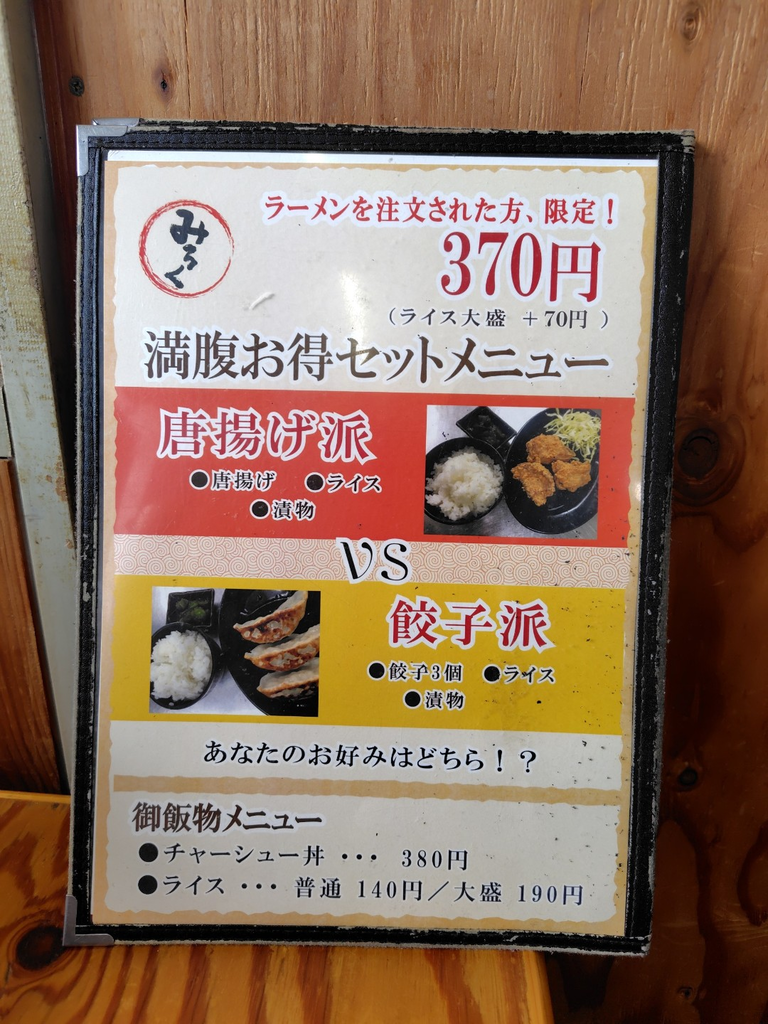 みろく
ラーメンを注文された方、限定！
370円
（ライス大盛 ＋70円 ）
満腹お得セットメニュー
唐揚げ派
●唐揚げ ●ライス
●漬物
VS
餃子派
●餃子3個 ●ライス
●漬物
あなたのお好みはどちら！？
御飯物メニュー
●チャーシュー丼 ・・・ 380円
●ライス ・・・ 普通 140円／大盛 190円